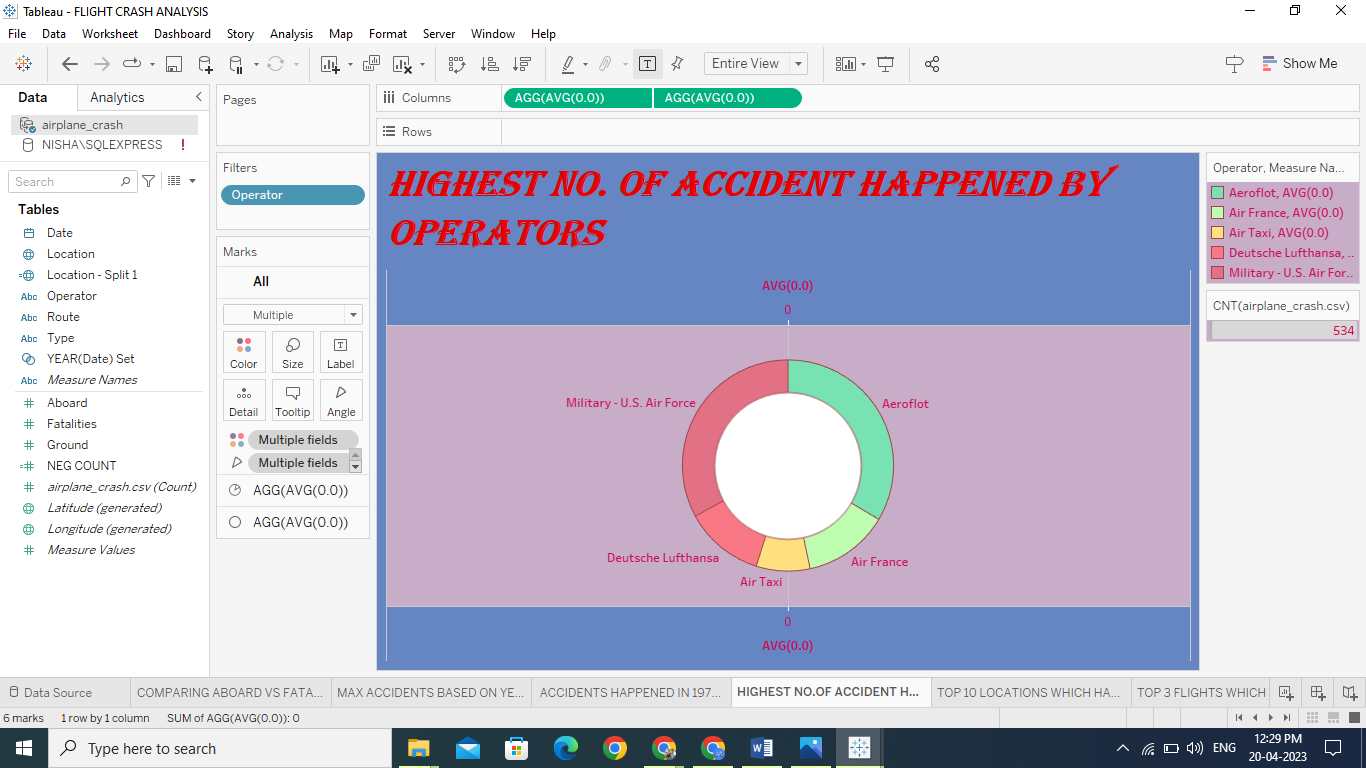 Tableau - FLIGHT CRASH ANALYSIS
File Data Worksheet Dashboard Story Analysis Map Format Server Window Help
Entire View
Show Me
Data Analytics
airplane_crash
NISHA\SQLEXPRESS !
Search
Tables
Date
Location
Location - Split 1
Abc Operator
Abc Route
Abc Type
YEAR(Date) Set
Abc Measure Names
Aboard
Fatalities
Ground
NEG COUNT
airplane_crash.csv (Count)
Latitude (generated)
Longitude (generated)
Measure Values
Pages
Filters
Operator
Marks
All
Multiple
Color Size Label
Detail Tooltip Angle
Multiple fields
Multiple fields
AGG(AVG(0.0))
AGG(AVG(0.0))
Columns AGG(AVG(0.0)) AGG(AVG(0.0))
Rows
HIGHEST NO. OF ACCIDENT HAPPENED BY
OPERATORS
AVG(0.0)
0
Military - U.S. Air Force
Aeroflot
Deutsche Lufthansa
Air France
Air Taxi
0
AVG(0.0)
Operator, Measure Na...
Aeroflot, AVG(0.0)
Air France, AVG(0.0)
Air Taxi, AVG(0.0)
Deutsche Lufthansa, ..
Military - U.S. Air For..
CNT(airplane_crash.csv)
534
Data Source COMPARING ABOARD VS FATA... MAX ACCIDENTS BASED ON YE... ACCIDENTS HAPPENED IN 197... HIGHEST NO.OF ACCIDENT H... TOP 10 LOCATIONS WHICH HA... TOP 3 FLIGHTS WHICH
6 marks 1 row by 1 column SUM of AGG(AVG(0.0)): 0
Type here to search
ENG
12:29 PM
20-04-2023